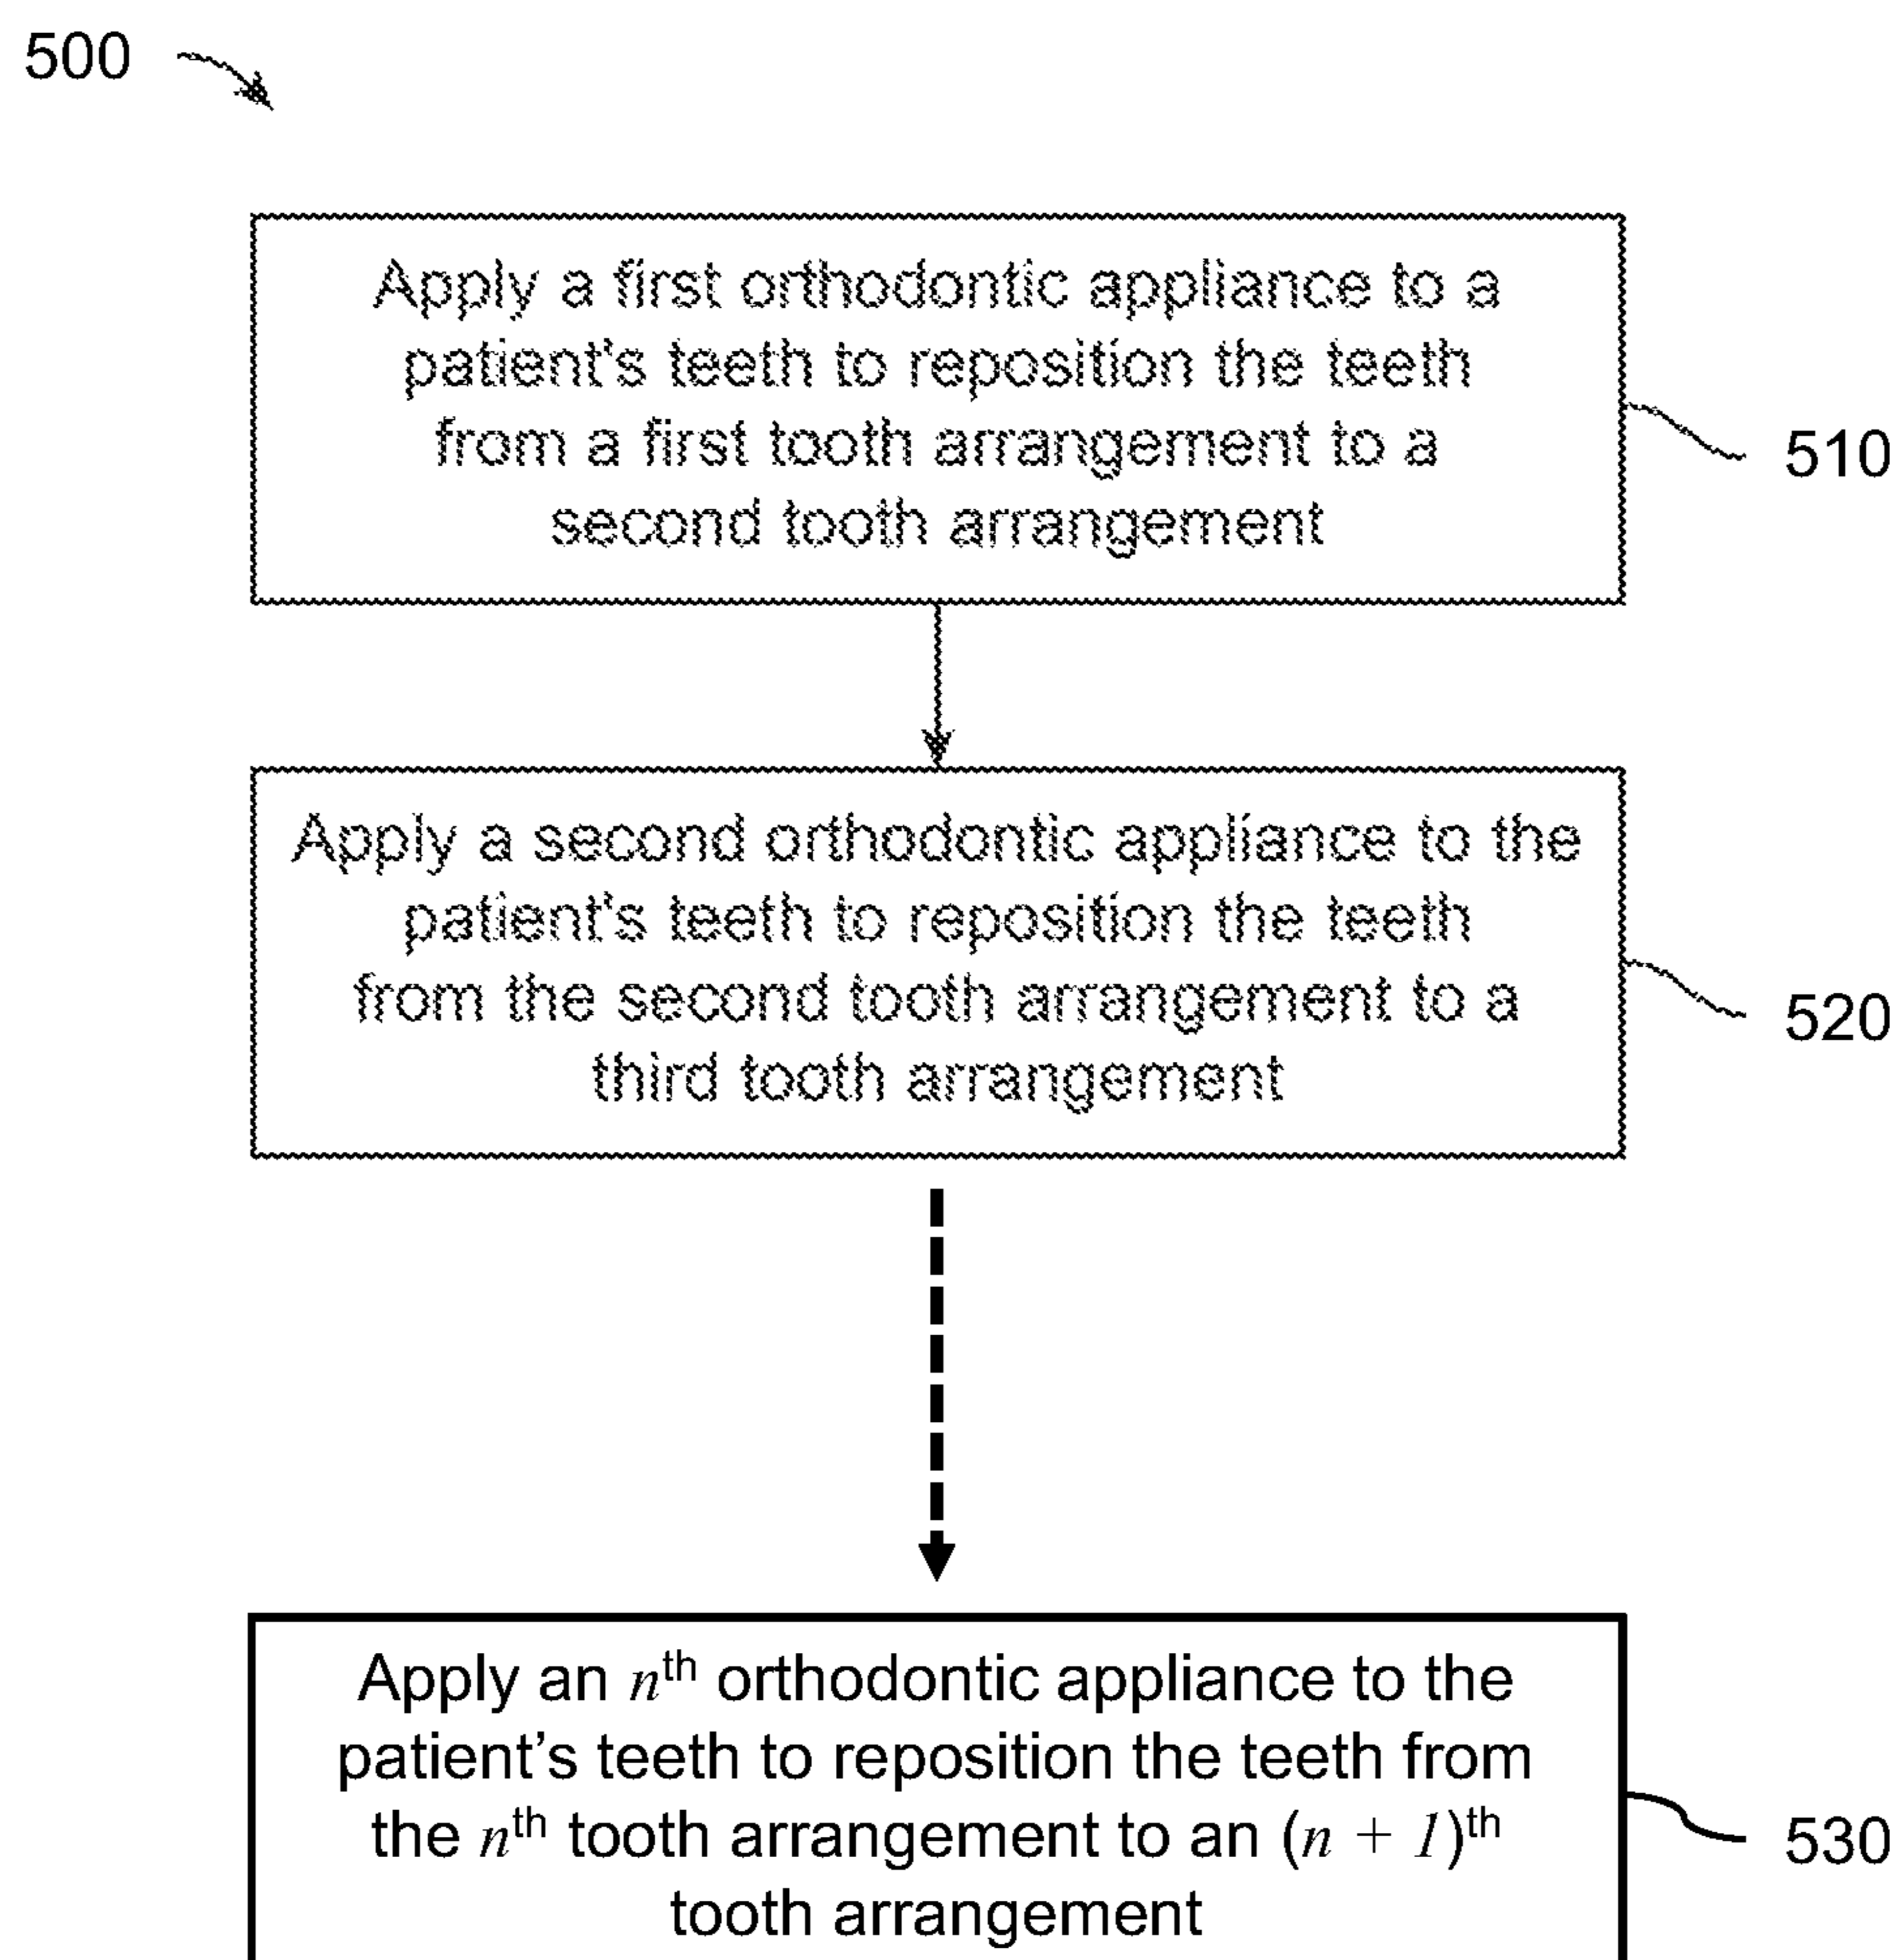 500
Apply a first orthodontic appliance to a
patient's teeth to reposition the teeth
from a first tooth arrangement to a
second tooth arrangement
510
Apply a second orthodontic appliance to the
patient's teeth to reposition the teeth
from the second tooth arrangement to a
third tooth arrangement
520
Apply an nth orthodontic appliance to the
patient’s teeth to reposition the teeth from
the nth tooth arrangement to an (n + 1)th
tooth arrangement
530